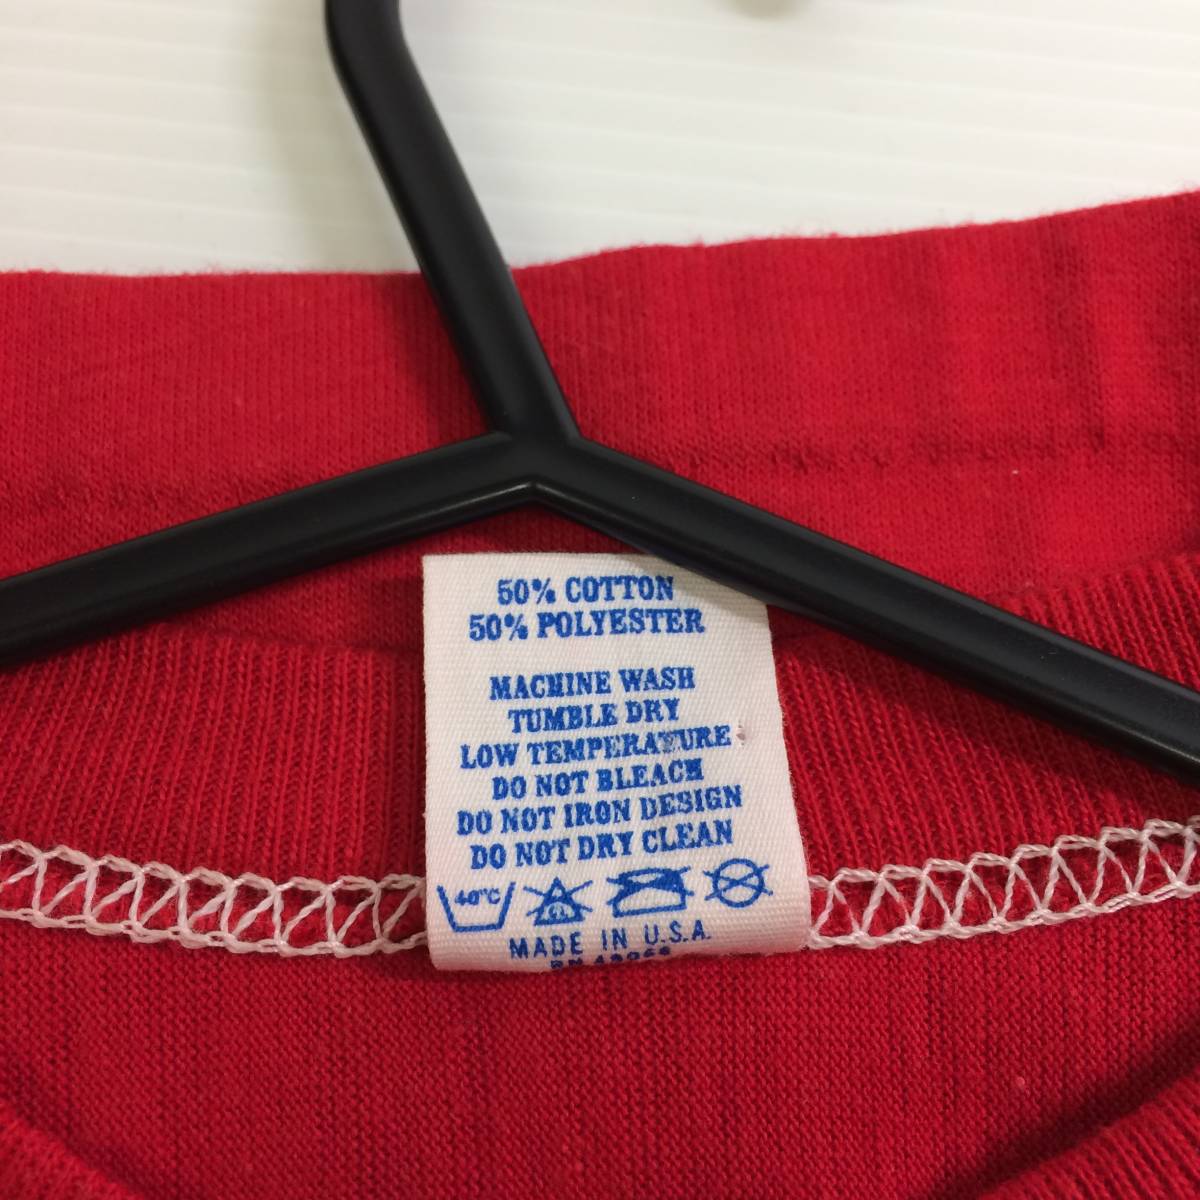 50% COTTON
50% POLYESTER
MACHINE WASH
TUMBLE DRY
LOW TEMPERATURE
DO NOT BLEACH
DO NOT IRON DESIGN
DO NOT DRY CLEAN
40°C
MADE IN U.S.A.